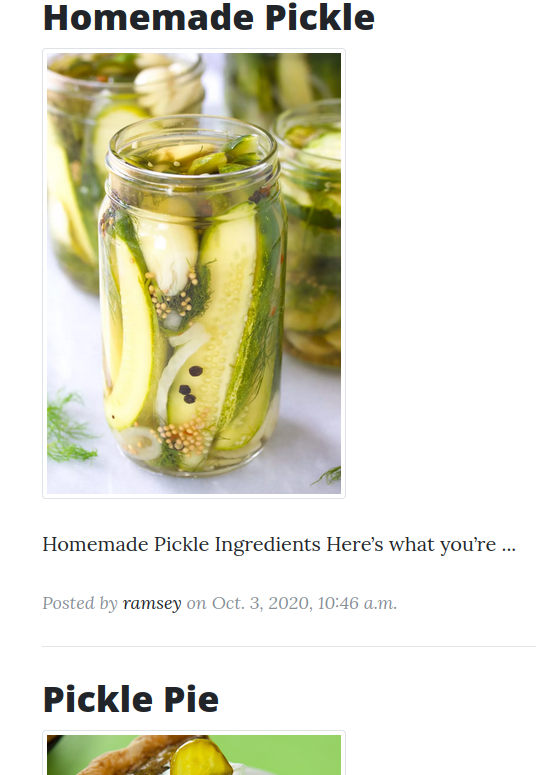 Homemade Pickle
Homemade Pickle Ingredients Here’s what you’re ...
Posted by ramsey on Oct. 3, 2020, 10:46 a.m.
Pickle Pie